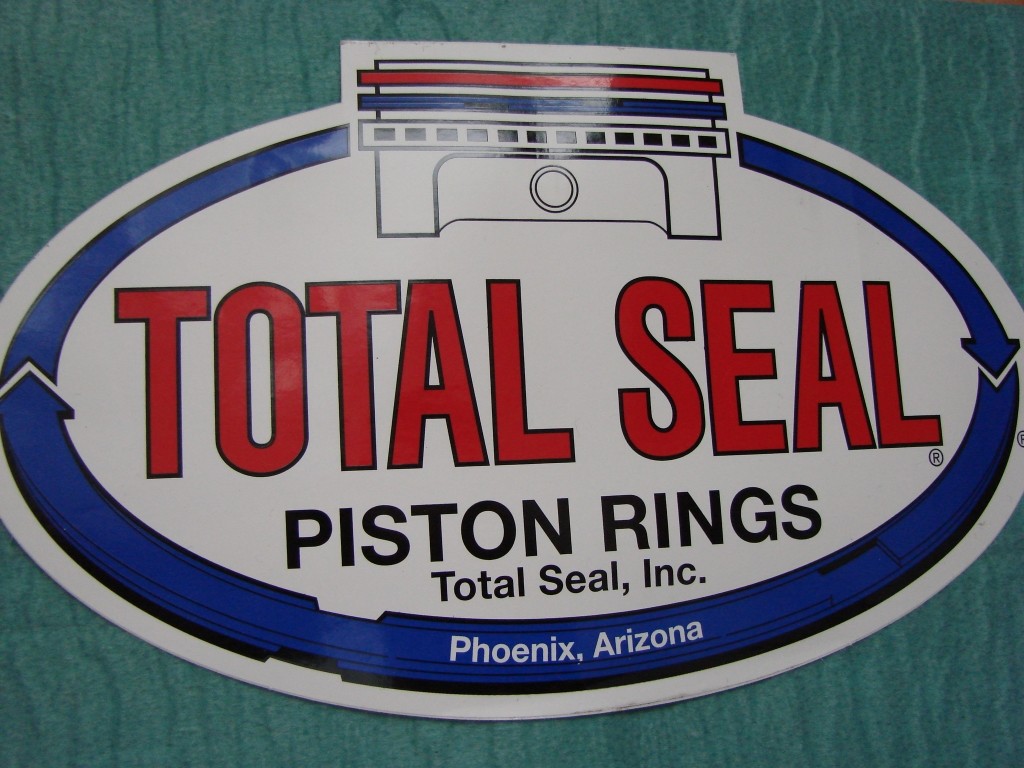 TOTAL SEAL®
PISTON RINGS
Total Seal, Inc.
Phoenix, Arizona
®